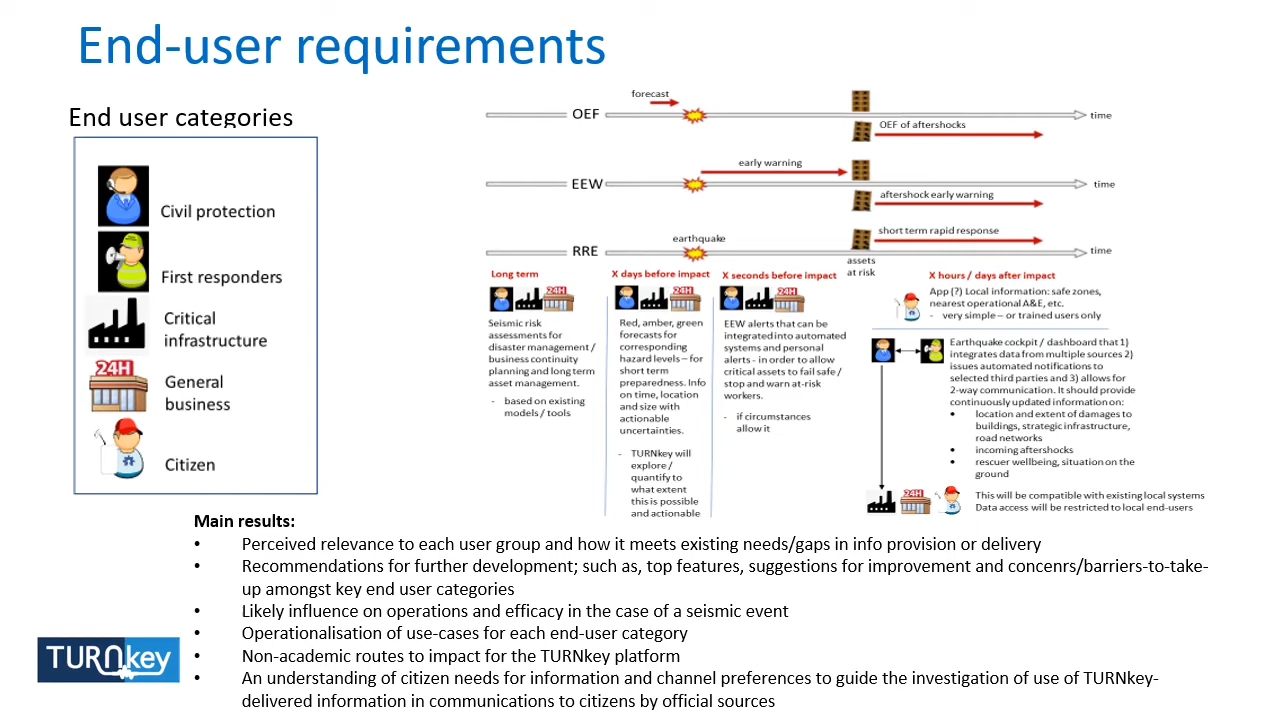 End-user requirements
End user categories
Civil protection
First responders
Critical
infrastructure
24H
General
business
Citizen
forecast
OEF
time
OEF of aftershocks
early warning
EEW
time
aftershock early warning
earthquake
short term rapid response
RRE
time
assets
at risk
Long term
24H
Seismic risk
assessments for
disaster management /
business continuity
planning and long term
asset management.
- based on existing
models / tools
X days before impact
24H
Red, amber, green
forecasts for
corresponding
hazard levels – for
short term
preparedness. Info
on time, location
and size with
actionable
uncertainties.
- TURNkey will
explore /
quantify to
what extent
this is possible
and actionable
X seconds before impact
24H
EEW alerts that can be
integrated into automated
systems and personal
alerts - in order to allow
critical assets to fail safe /
stop and warn at-risk
workers.
- if circumstances
allow it
X hours / days after impact
App (?) Local information: safe zones,
nearest operational A&E, etc.
- very simple – or trained users only
Earthquake cockpit / dashboard that 1)
integrates data from multiple sources 2)
issues automated notifications to
selected third parties and 3) allows for
2-way communication. It should provide
continuously updated information on:
• location and extent of damages to
buildings, strategic infrastructure,
road networks
• incoming aftershocks
• rescuer wellbeing, situation on the
ground
24H
This will be compatible with existing local systems
Data access will be restricted to local end-users
Main results:
• Perceived relevance to each user group and how it meets existing needs/gaps in info provision or delivery
• Recommendations for further development; such as, top features, suggestions for improvement and concenrs/barriers-to-take-
up amongst key end user categories
• Likely influence on operations and efficacy in the case of a seismic event
• Operationalisation of use-cases for each end-user category
• Non-academic routes to impact for the TURNkey platform
• An understanding of citizen needs for information and channel preferences to guide the investigation of use of TURNkey-
delivered information in communications to citizens by official sources
TURNkey